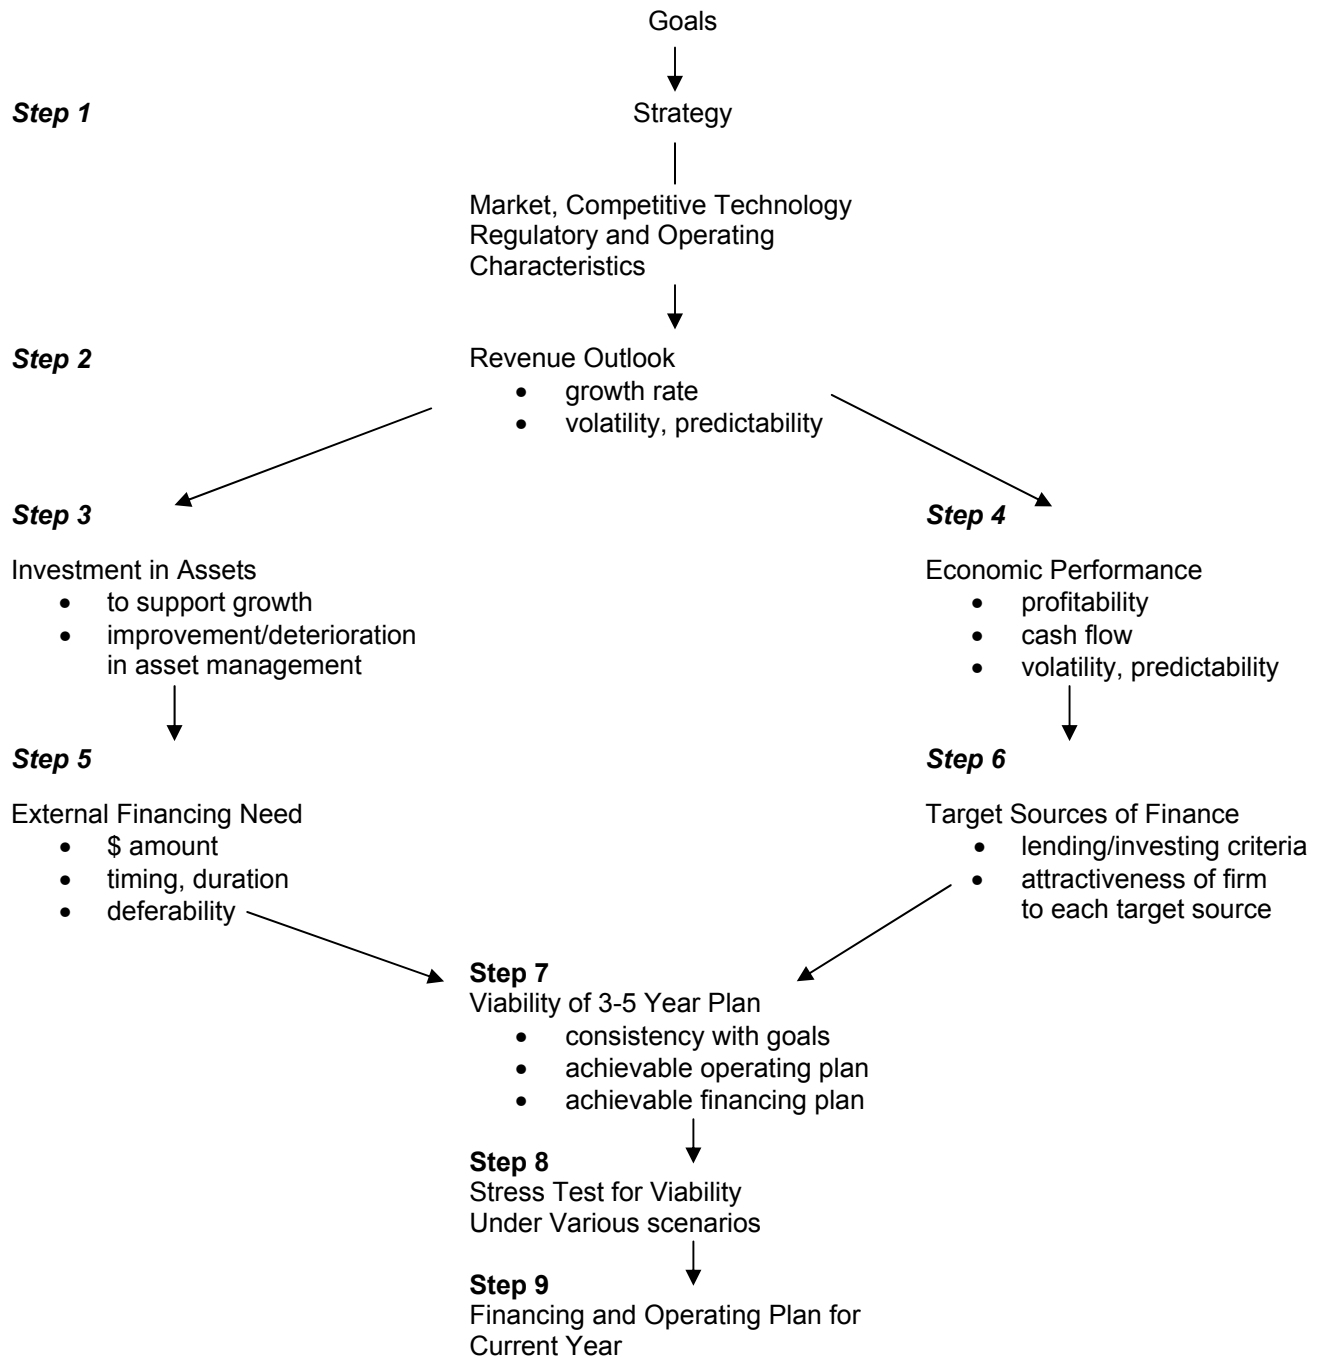 Goals
Step 1
Strategy
Market, Competitive Technology
Regulatory and Operating
Characteristics
Step 2
Revenue Outlook
• growth rate
• volatility, predictability
Step 3
Investment in Assets
• to support growth
• improvement/deterioration
in asset management
Step 4
Economic Performance
• profitability
• cash flow
• volatility, predictability
Step 5
External Financing Need
• $ amount
• timing, duration
• deferability
Step 6
Target Sources of Finance
• lending/investing criteria
• attractiveness of firm
to each target source
Step 7
Viability of 3-5 Year Plan
• consistency with goals
• achievable operating plan
• achievable financing plan
Step 8
Stress Test for Viability
Under Various scenarios
Step 9
Financing and Operating Plan for
Current Year